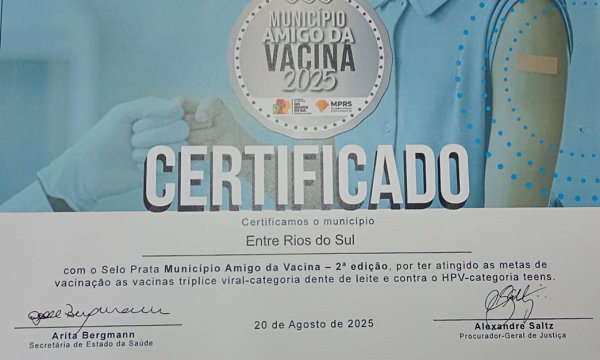 MUNICÍPIO
AMIGO DA
VACINA
2025
MPRS
CERTIFICADO
Certificamos o município
Entre Rios do Sul
com o Selo Prata Município Amigo da Vacina – 2ª edição, por ter atingido as metas de
vacinação as vacinas tríplice viral-categoria dente de leite e contra o HPV-categoria teens.
20 de Agosto de 2025
Arita Bergmann
Secretária de Estado da Saúde
Alexandre Saltz
Procurador-Geral de Justiça